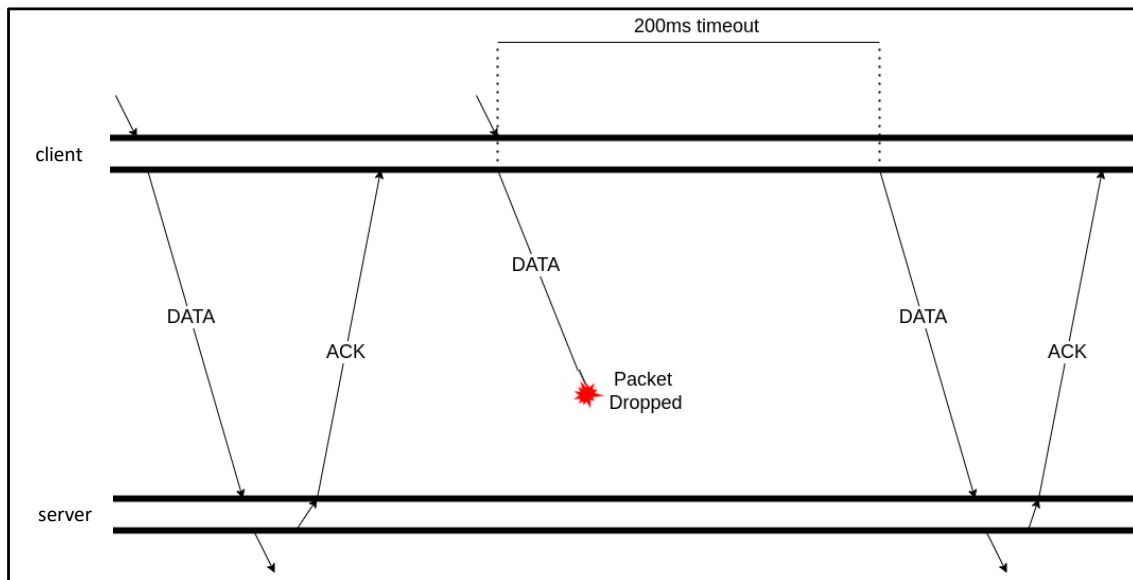 200ms timeout
client
DATA
DATA
DATA
ACK
ACK
Packet
Dropped
server